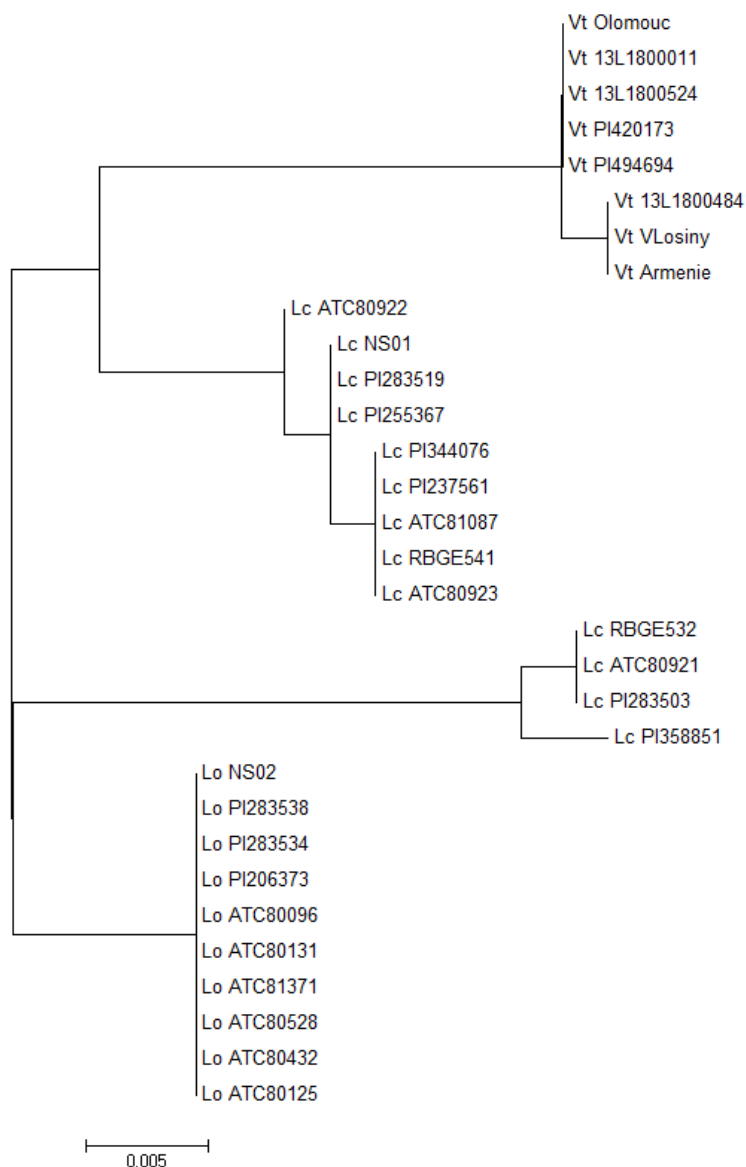 Vt Olomouc
Vt 13L1800011
Vt 13L1800524
Vt PI420173
Vt PI494694
Vt 13L1800484
Vt VLosiny
Vt Armenie
Lc ATC80922
Lc NS01
Lc PI283519
Lc PI255367
Lc PI344076
Lc PI237561
Lc ATC81087
Lc RBGE541
Lc ATC80923
Lc RBGE532
Lc ATC80921
Lc PI283503
Lc PI358851
Lo NS02
Lo PI283538
Lo PI283534
Lo PI206373
Lo ATC80096
Lo ATC80131
Lo ATC81371
Lo ATC80528
Lo ATC80432
Lo ATC80125
0.005